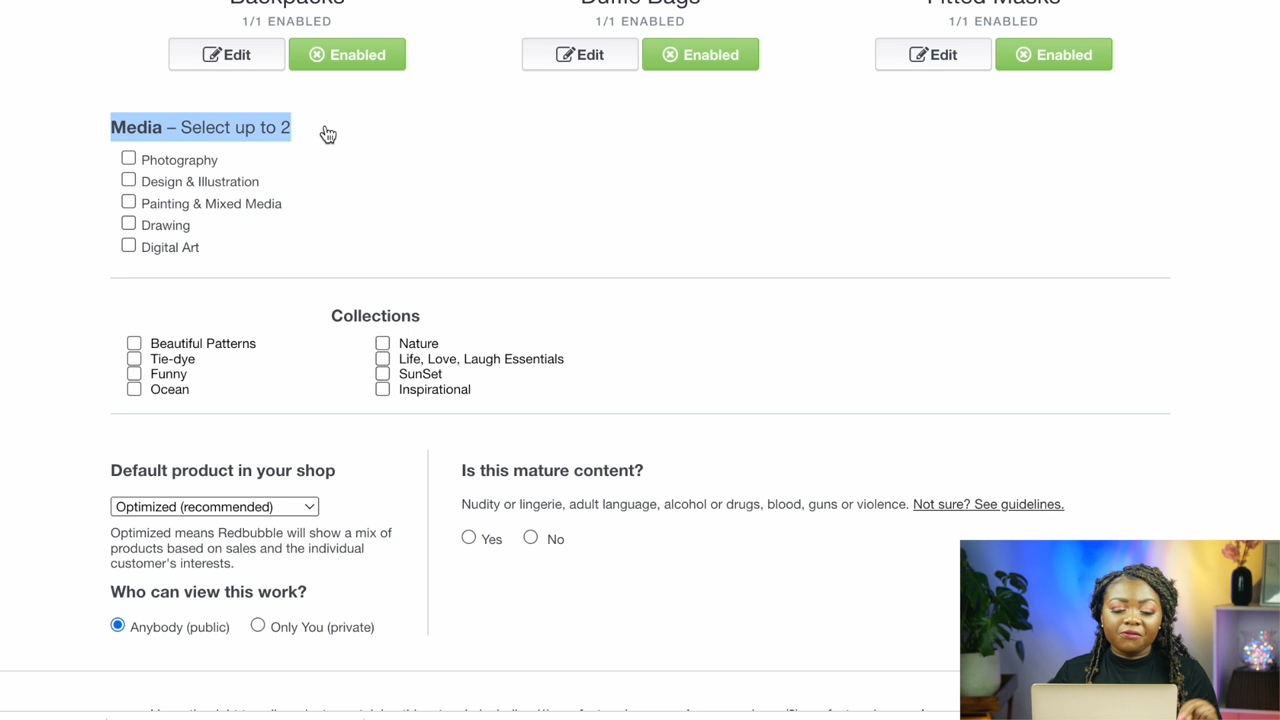 Backpacks
Duffle Bags
Fitted Masks
1/1 ENABLED
1/1 ENABLED
1/1 ENABLED
Edit
Enabled
Edit
Enabled
Edit
Enabled
Media – Select up to 2
Photography
Design & Illustration
Painting & Mixed Media
Drawing
Digital Art
Collections
Beautiful Patterns
Tie-dye
Funny
Ocean
Nature
Life, Love, Laugh Essentials
SunSet
Inspirational
Default product in your shop
Optimized (recommended)
Optimized means Redbubble will show a mix of
products based on sales and the individual
customer's interests.
Who can view this work?
Anybody (public)
Only You (private)
Is this mature content?
Nudity or lingerie, adult language, alcohol or drugs, blood, guns or violence. Not sure? See guidelines.
Yes
No